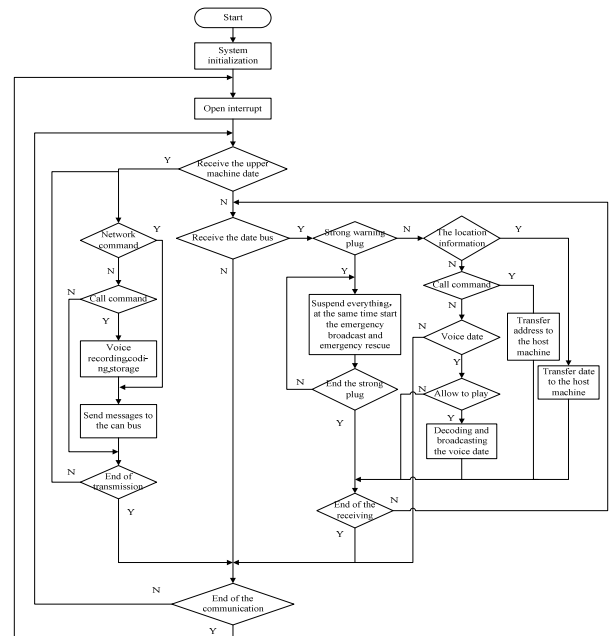 Start
System
initialization
Open interrupt
Y
Receive the upper
machine date
N
Network
command
Y
N
N
Call command
Y
Voice
recording,codi-
ng,storage
Send messages to
the can bus
N
End of
transmission
Y
Receive the date bus
Y
N
Strong warning
plug
N
Y
Suspend everything,
at the same time start
the emergency
broadcast and
emergency rescue
N
End the strong
plug
Y
The location
information
Y
N
Call command
Y
N
N
Voice date
Y
Allow to play
N
Y
Decoding and
broadcasting
the voice date
Transfer
address to
the host
machine
Transfer date to
the host
machine
End of the
receiving
N
Y
N
End of the
communication
Y